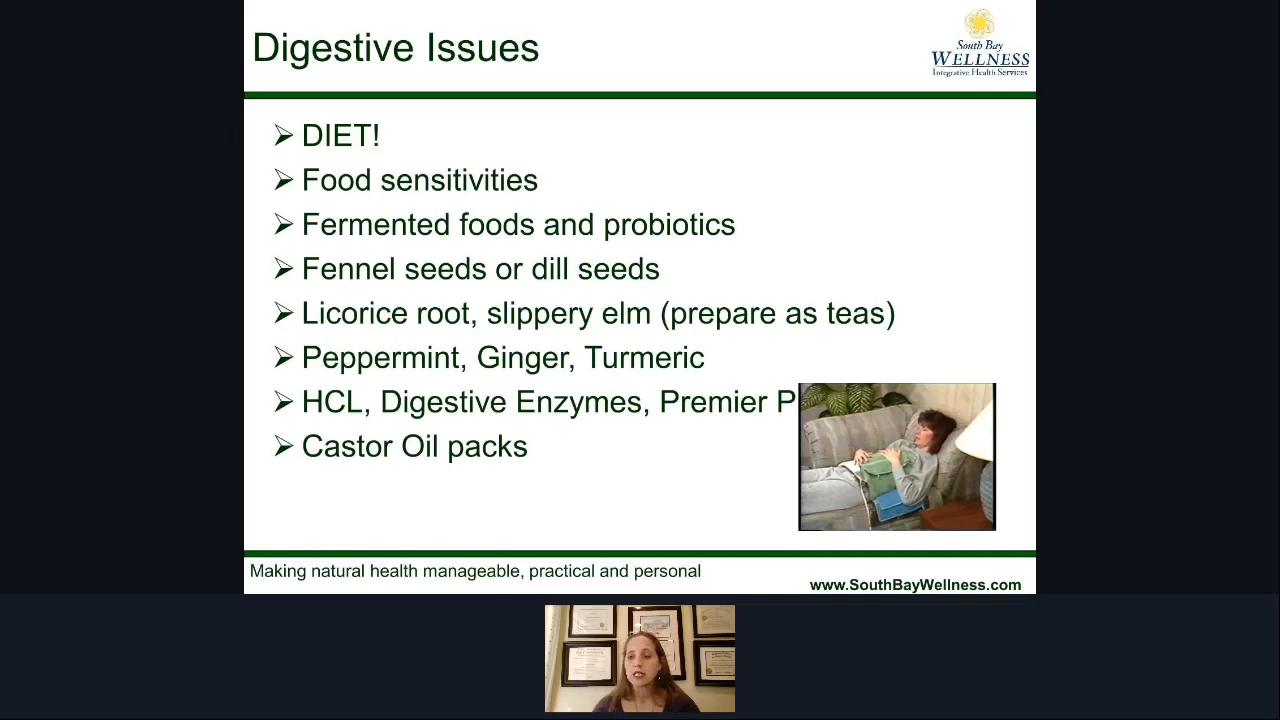 Digestive Issues
South Bay
WELLNESS
Integrative Health Services
DIET!
Food sensitivities
Fermented foods and probiotics
Fennel seeds or dill seeds
Licorice root, slippery elm (prepare as teas)
Peppermint, Ginger, Turmeric
HCL, Digestive Enzymes, Premier P
Castor Oil packs
Making natural health manageable, practical and personal
www.SouthBayWellness.com